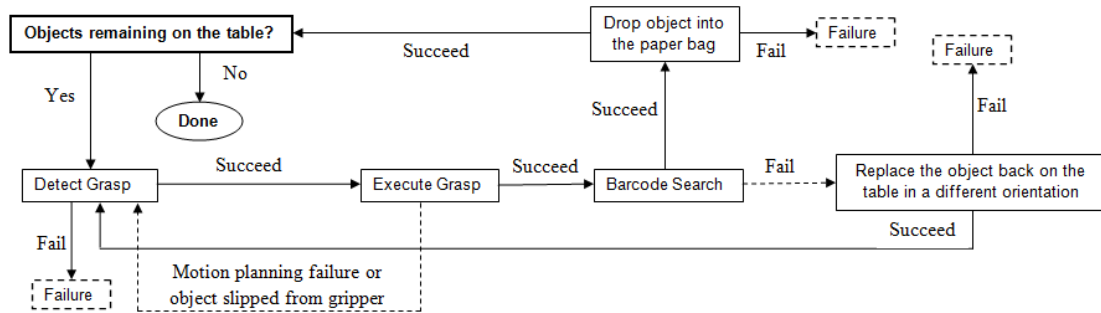 Objects remaining on the table?
Succeed
Drop object into
the paper bag
Fail
Failure
Failure
Yes
No
Done
Succeed
Fail
Detect Grasp
Succeed
Execute Grasp
Succeed
Barcode Search
Fail
Replace the object back on the
table in a different orientation
Succeed
Fail
Failure
Motion planning failure or
object slipped from gripper